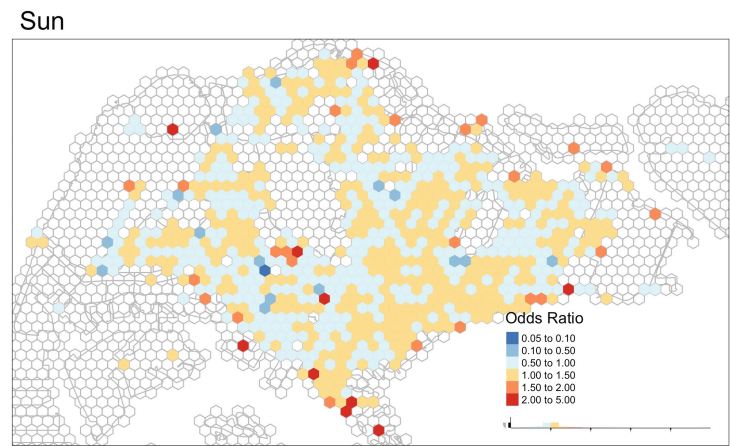 Sun
Odds Ratio
0.05 to 0.10
0.10 to 0.50
0.50 to 1.00
1.00 to 1.50
1.50 to 2.00
2.00 to 5.00